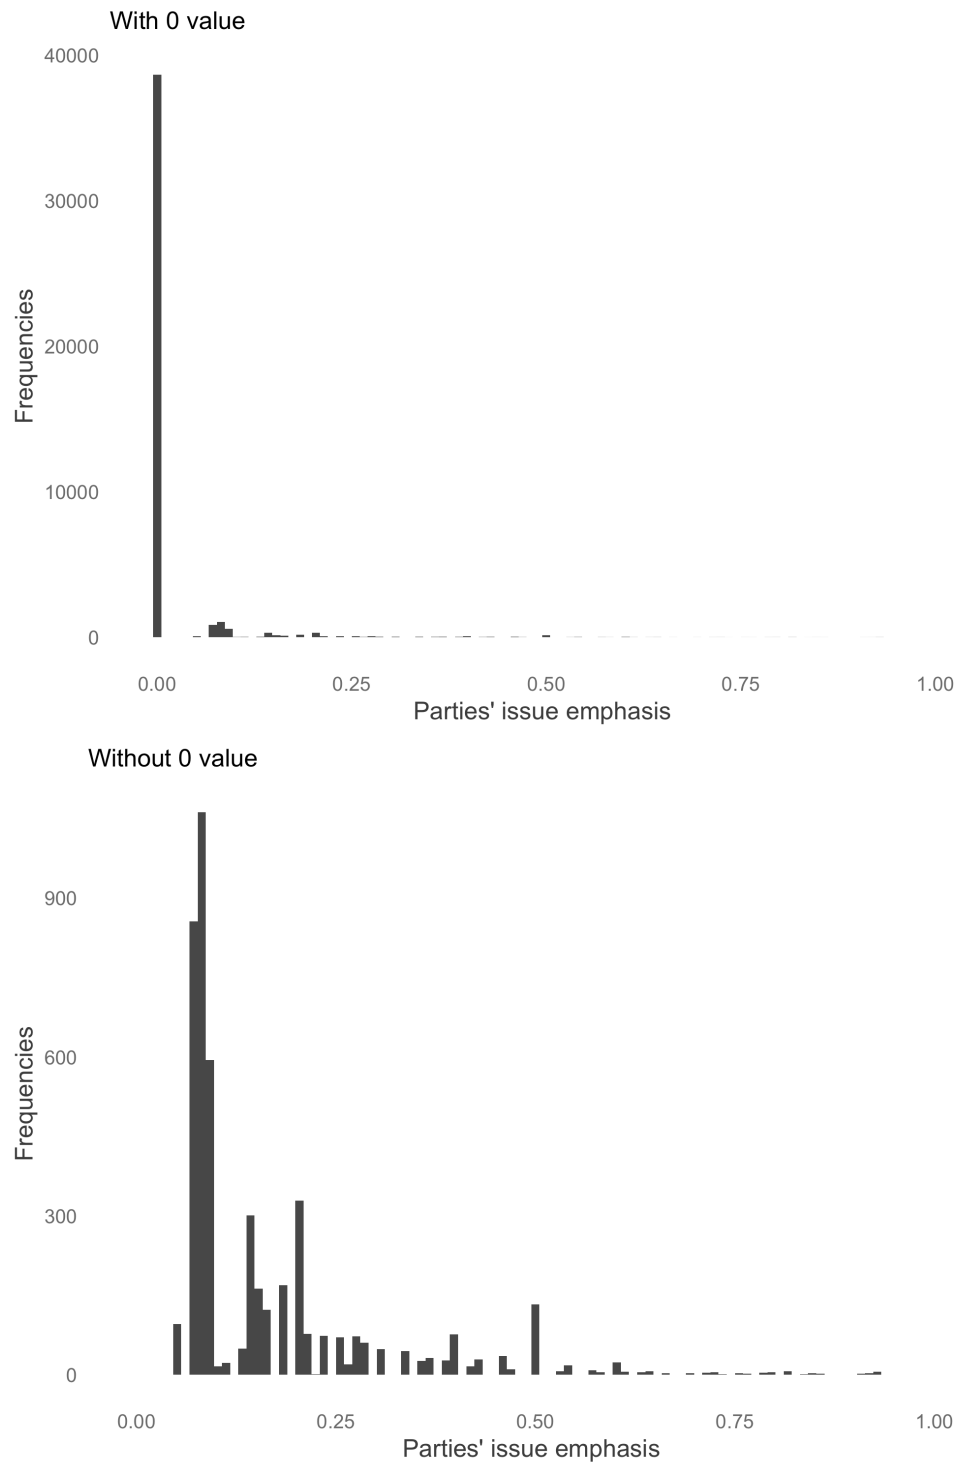 With 0 value
40000
30000
20000
10000
0
Frequencies
0.00 0.25 0.50 0.75 1.00
Parties' issue emphasis
Without 0 value
900
600
300
0
Frequencies
0.00 0.25 0.50 0.75 1.00
Parties' issue emphasis